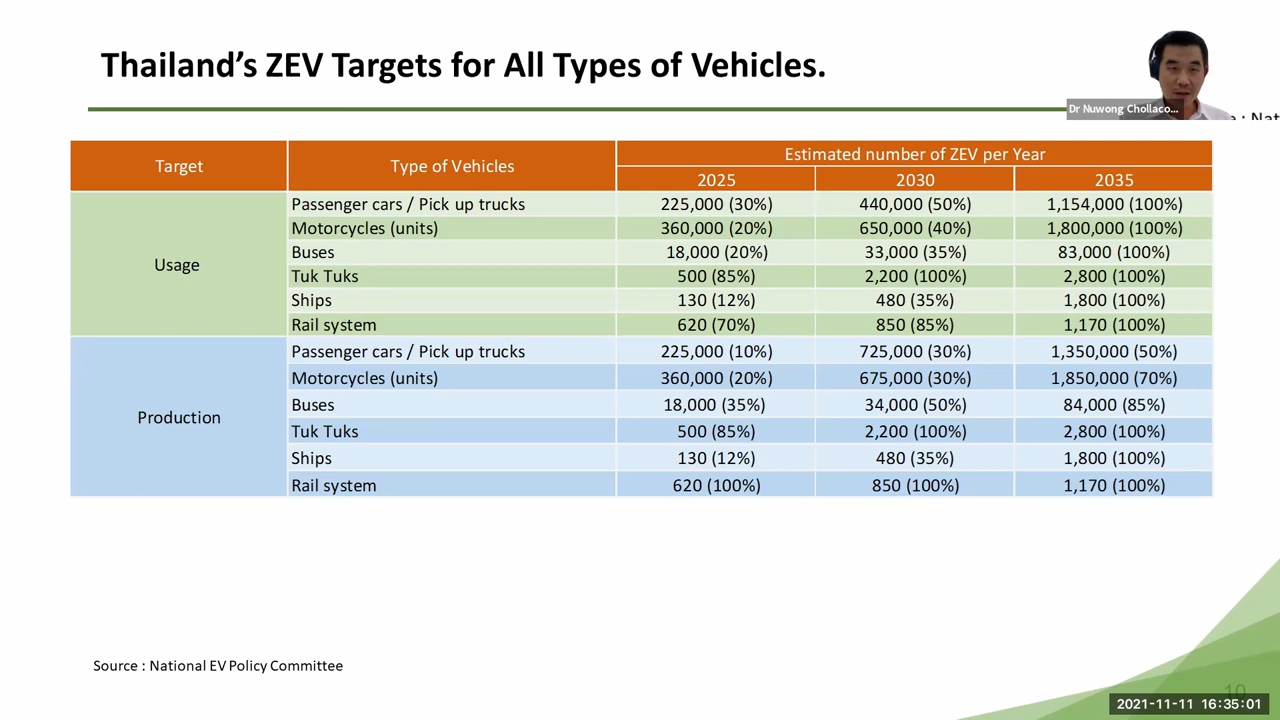 Thailand's ZEV Targets for All Types of Vehicles.
Dr Nuwong Chollaco...
: Nat
Target Type of Vehicles Estimated number of ZEV per Year
2025 2030 2035
Usage
Passenger cars / Pick up trucks 225,000 (30%) 440,000 (50%) 1,154,000 (100%)
Motorcycles (units) 360,000 (20%) 650,000 (40%) 1,800,000 (100%)
Buses 18,000 (20%) 33,000 (35%) 83,000 (100%)
Tuk Tuks 500 (85%) 2,200 (100%) 2,800 (100%)
Ships 130 (12%) 480 (35%) 1,800 (100%)
Rail system 620 (70%) 850 (85%) 1,170 (100%)
Production
Passenger cars / Pick up trucks 225,000 (10%) 725,000 (30%) 1,350,000 (50%)
Motorcycles (units) 360,000 (20%) 675,000 (30%) 1,850,000 (70%)
Buses 18,000 (35%) 34,000 (50%) 84,000 (85%)
Tuk Tuks 500 (85%) 2,200 (100%) 2,800 (100%)
Ships 130 (12%) 480 (35%) 1,800 (100%)
Rail system 620 (100%) 850 (100%) 1,170 (100%)
Source : National EV Policy Committee
10
2021-11-11 16:35:01